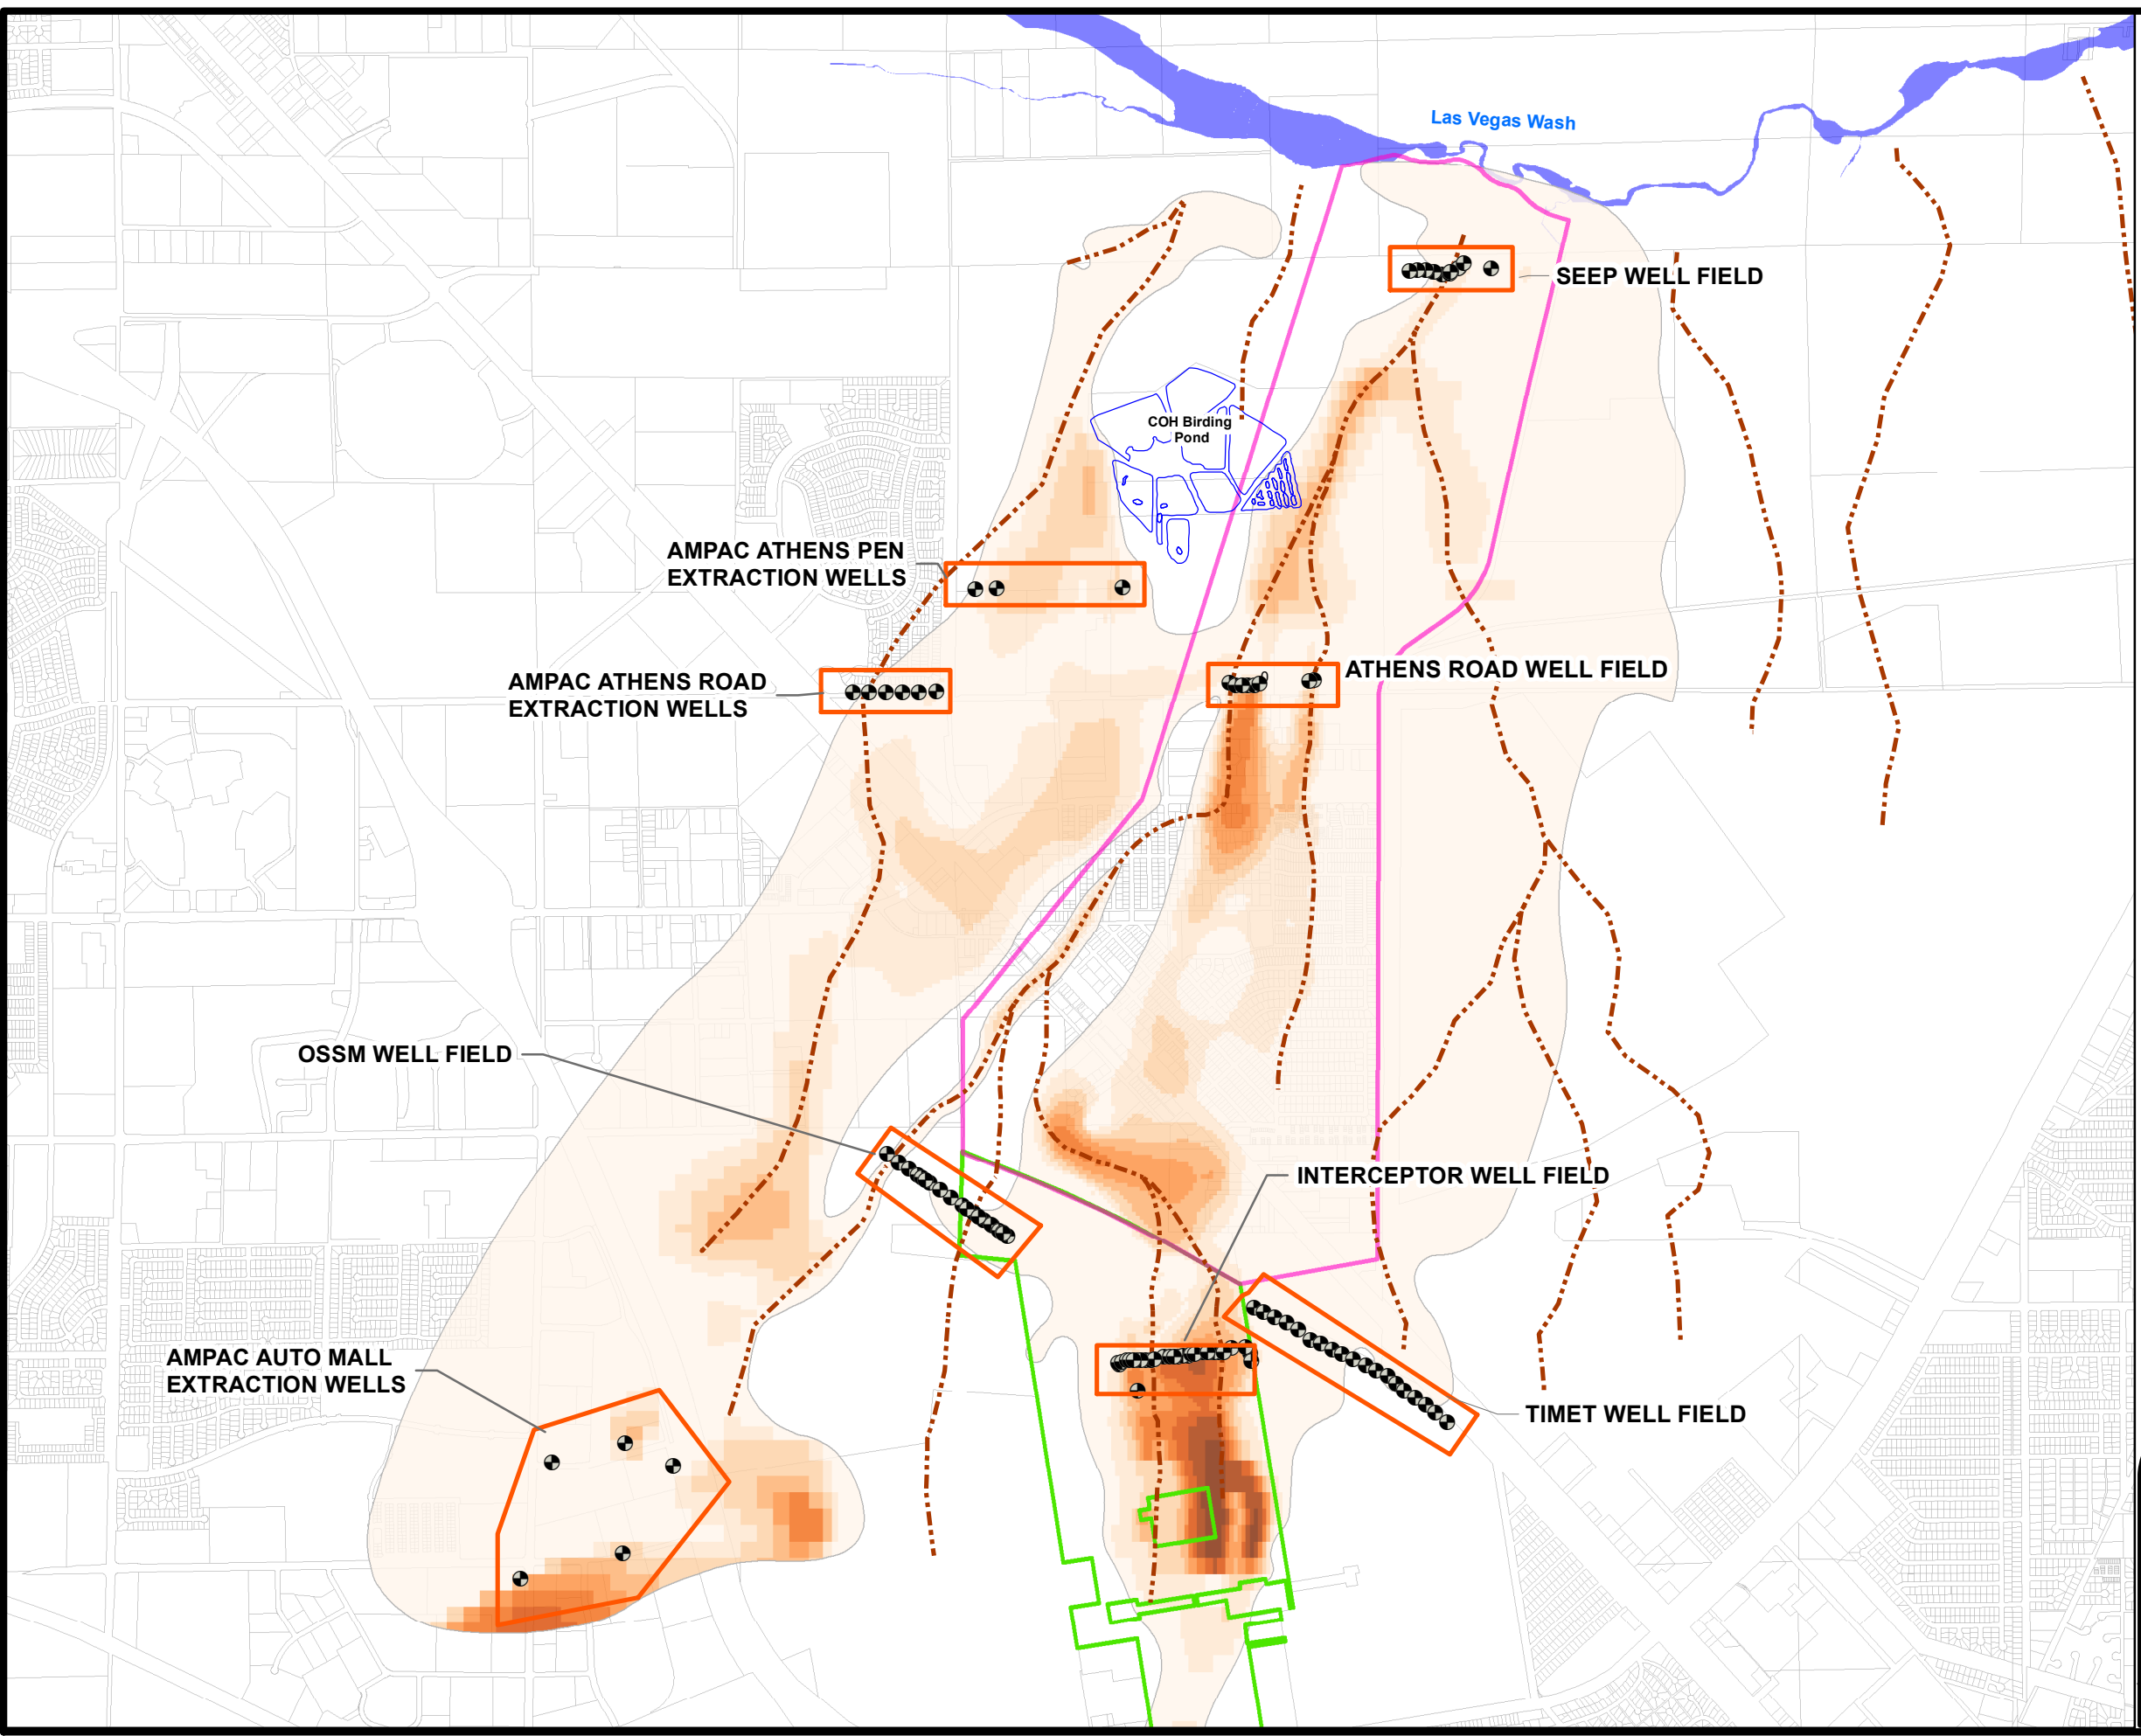 Las Vegas Wash
SEEP WELL FIELD
COH Birding
Pond
AMPAC ATHENS PEN
EXTRACTION WELLS
ATHENS ROAD WELL FIELD
AMPAC ATHENS ROAD
EXTRACTION WELLS
OSSM WELL FIELD
INTERCEPTOR WELL FIELD
AMPAC AUTO MALL
EXTRACTION WELLS
TIMET WELL FIELD